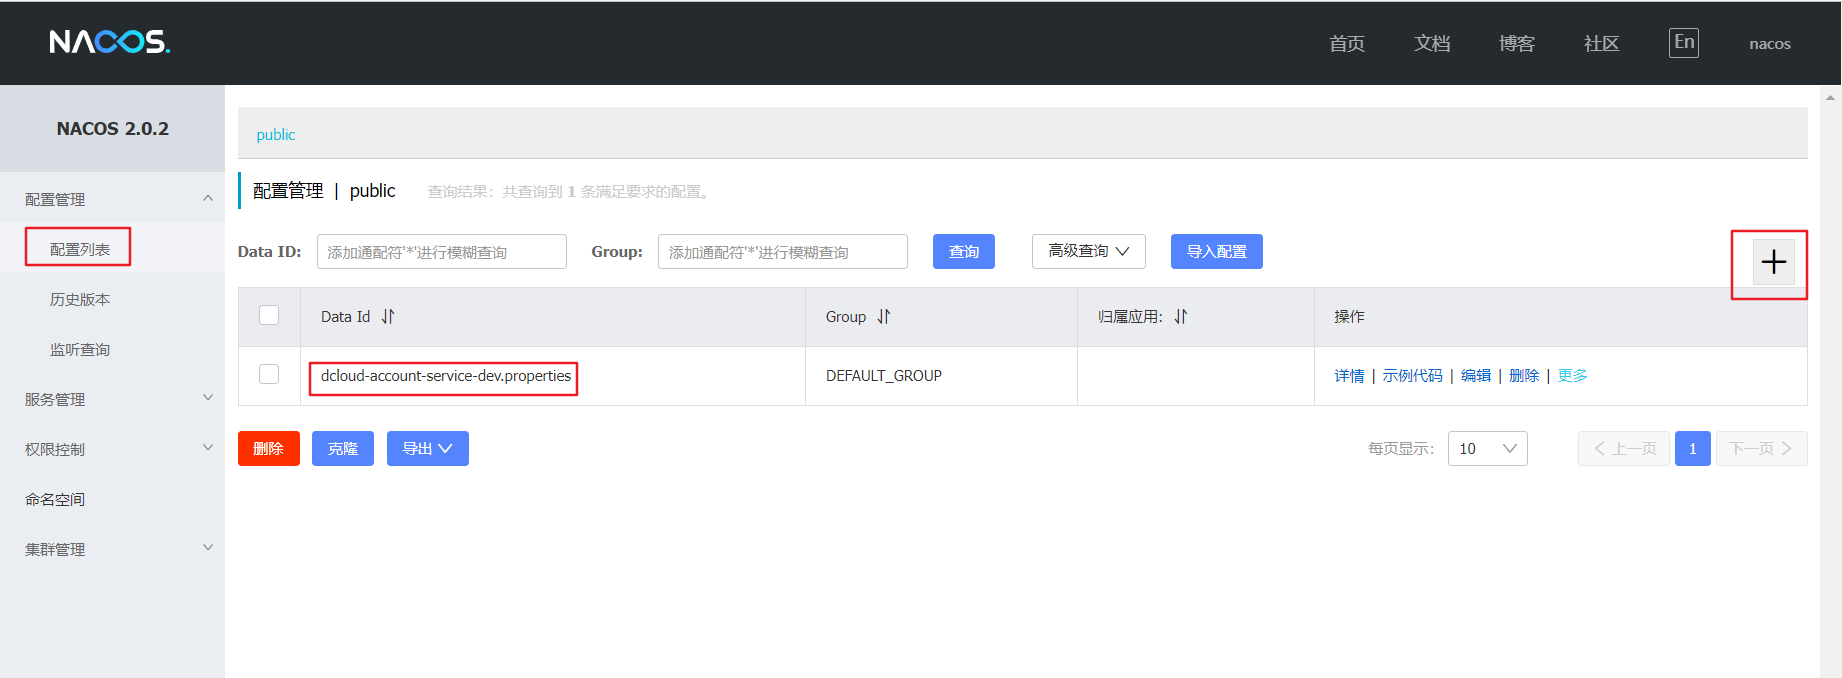 NACOS.
首页 文档 博客 社区 En nacos
NACOS 2.0.2
配置管理
配置列表
历史版本
监听查询
服务管理
权限控制
命名空间
集群管理
public
配置管理 | public 查询结果：共查询到 1 条满足要求的配置。
Data ID: 添加通配符'*'进行模糊查询 Group: 添加通配符'*'进行模糊查询 查询 高级查询 导入配置
Data Id Group 归属应用: 操作
dcloud-account-service-dev.properties DEFAULT_GROUP 详情 | 示例代码 | 编辑 | 删除 | 更多
删除 克隆 导出 每页显示: 10 上一页 1 下一页